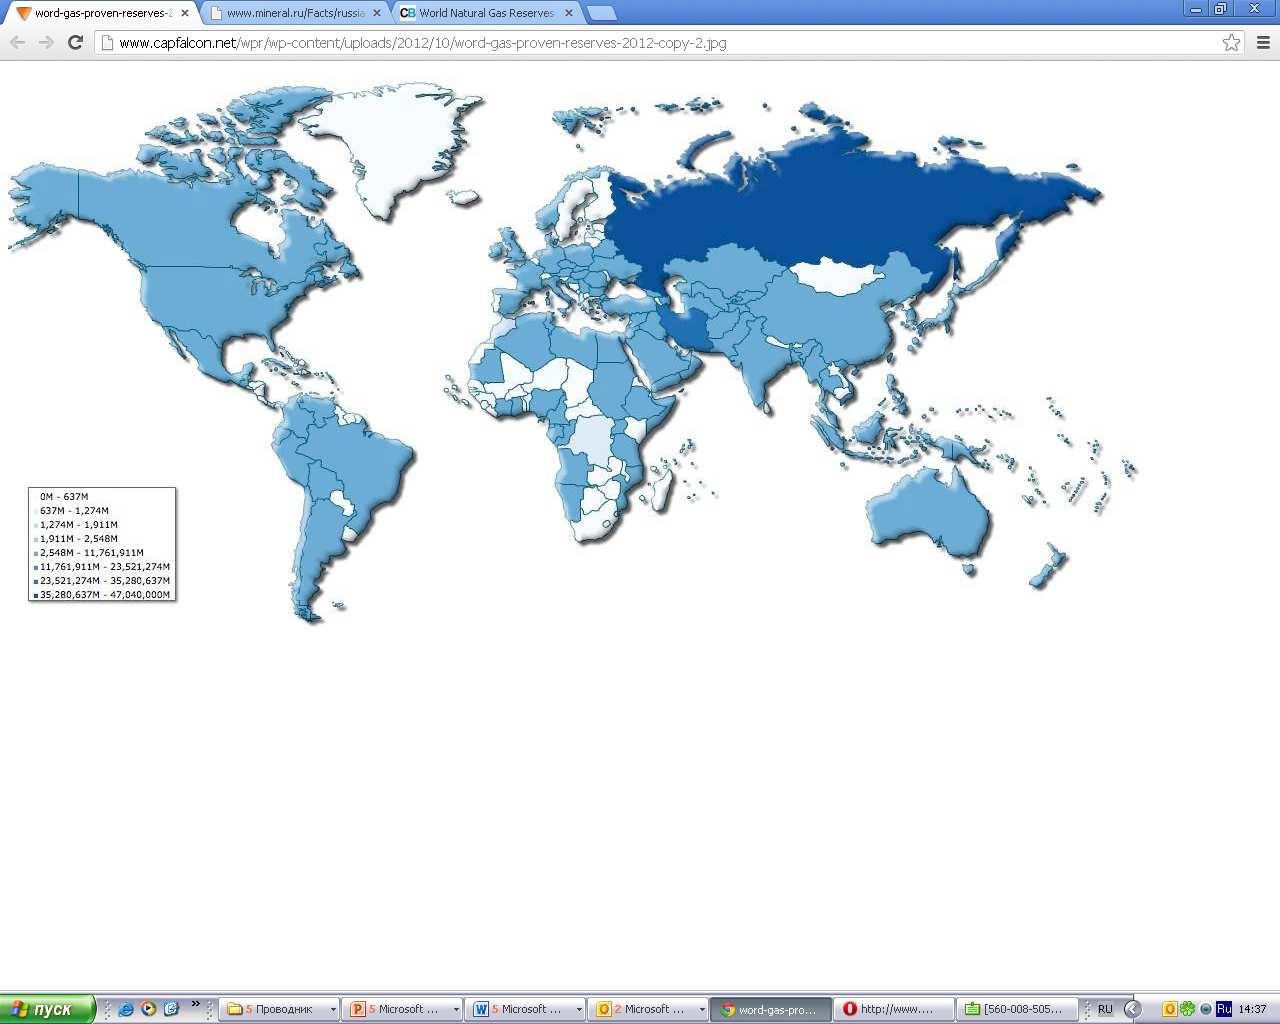 word-gas-proven-reserves-2
www.mineral.ru/Facts/russia
CB World Natural Gas Reserves
www.capfalcon.net/wpr/wp-content/uploads/2012/10/word-gas-proven-reserves-2012-copy-2.jpg
0M - 637M
637M - 1,274M
1,274M - 1,911M
1,911M - 2,548M
2,548M - 11,761,911M
11,761,911M - 23,521,274M
23,521,274M - 35,280,637M
35,280,637M - 47,040,000M
пуск
5 Проводник
5 Microsoft ...
5 Microsoft ...
2 Microsoft ...
word-gas-pro...
http://www....
[560-008-505...
RU
Ru
14:37